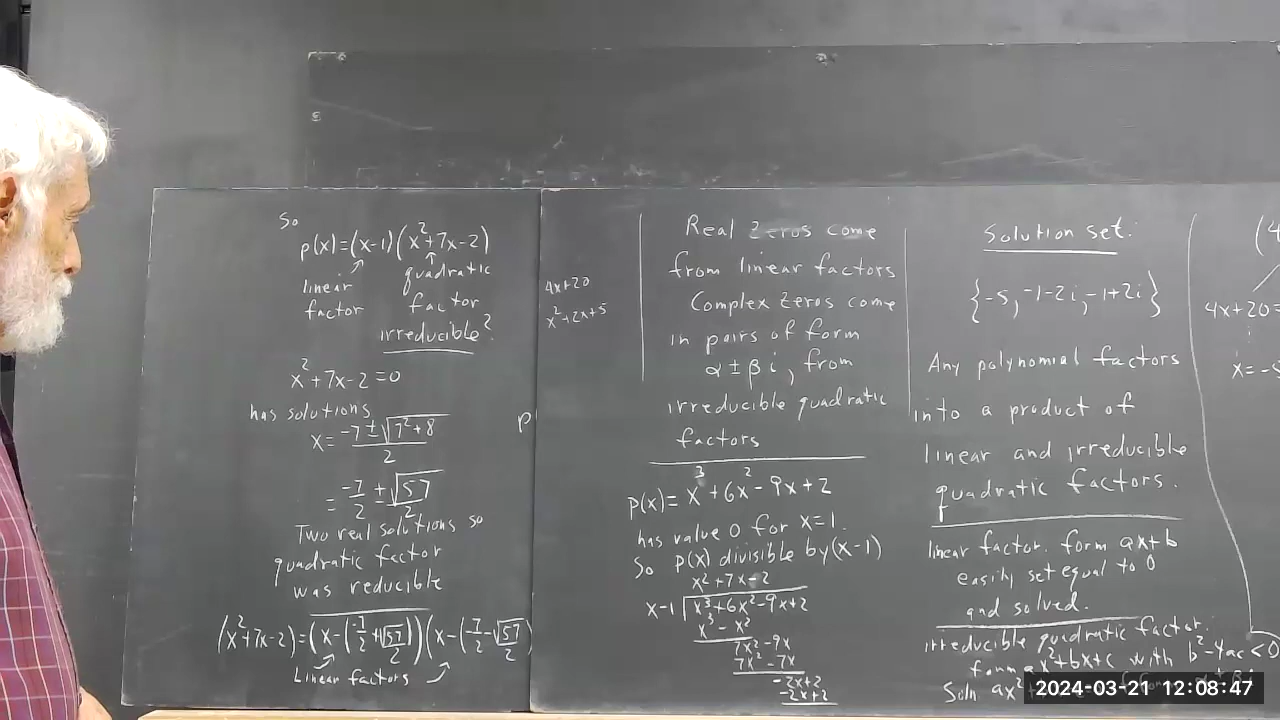 So
p(x)=(x-1)(x²+7x-2)
linear quadratic
factor factor
irreducible?
x²+7x-2=0
has solutions
x= -7±√7²+8
2
= -7/2 ± √57/2
Two real solutions so
quadratic factor
was reducible
(x²+7x-2)=(x-(-7/2+√57/2))(x-(-7/2-√57/2
Linear factors
p
4x+20
x²+2x+5
Real Zeros come
from linear factors
Complex Zeros come
in pairs of form
α±βi, from
irreducible quadratic
factors
P(x)=x³+6x²-9x+2
has value 0 for x=1.
So P(x) divisible by (x-1)
x²+7x-2
x-1 √x³+6x²-9x+2
x³-x²
7x²-9x
7x²-7x
-2x+2
-2x+2
Solution set:
{-5, -1-2i, -1+2i}
Any polynomial factors
into a product of
linear and irreducible
quadratic factors.
linear factor. form ax+b
easily set equal to 0
and solved.
irreducible quadratic factor.
form ax²+bx+c with b²-4ac<0
Soln ax²
(4
4x+20=
x=-5
2024-03-21 12:08:47